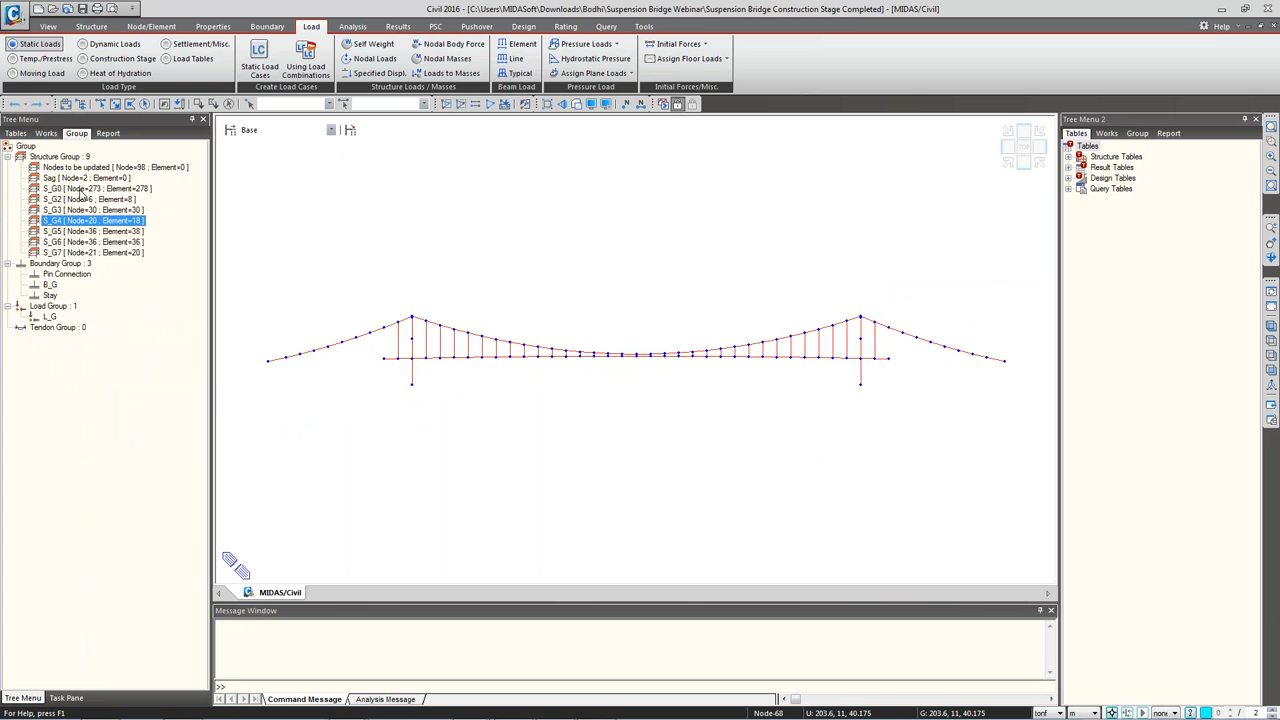 Civil 2016 - [C:\Users\MIDASoft\Downloads\Bodhi\Suspension Bridge Webinar\Suspension Bridge Construction Stage Completed] - [MIDAS/Civil]
View Structure Node/Element Properties Boundary Load Analysis Results PSC Pushover Design Rating Query Tools Help
Static Loads Dynamic Loads Settlement/Misc. LC Self Weight Nodal Body Force Element Pressure Loads Initial Forces
Temp./Prestress Construction Stage Load Tables Static Load Cases Using Load Combinations Nodal Loads Nodal Masses Line Hydrostatic Pressure Assign Floor Loads
Moving Load Heat of Hydration Specified Displ. Loads to Masses Typical Assign Plane Loads
Load Type Create Load Cases Structure Loads / Masses Beam Load Pressure Load Initial Forces/Misc.
Tree Menu
Tables Works Group Report
Group
Structure Group : 9
Nodes to be updated [ Node=98 ; Element=0 ]
Sag [ Node=2 ; Element=0 ]
S_G0 [ Node=273 ; Element=278 ]
S_G2 [ Node=6 ; Element=8 ]
S_G3 [ Node=30 ; Element=30 ]
S_G4 [ Node=20 ; Element=18 ]
S_G5 [ Node=36 ; Element=38 ]
S_G6 [ Node=36 ; Element=36 ]
S_G7 [ Node=21 ; Element=20 ]
Boundary Group : 3
Pin Connection
B_G
Stay
Load Group : 1
L_G
Tendon Group : 0
Base
TOP
MIDAS/Civil
Message Window
>>
Command Message Analysis Message
Tree Menu 2
Tables Works Group Report
Tables
Structure Tables
Result Tables
Design Tables
Query Tables
Tree Menu Task Pane
For Help, press F1
Node-68 U: 203.6, 11, 40.175 G: 203.6, 11, 40.175 tonf m none 0 / 2